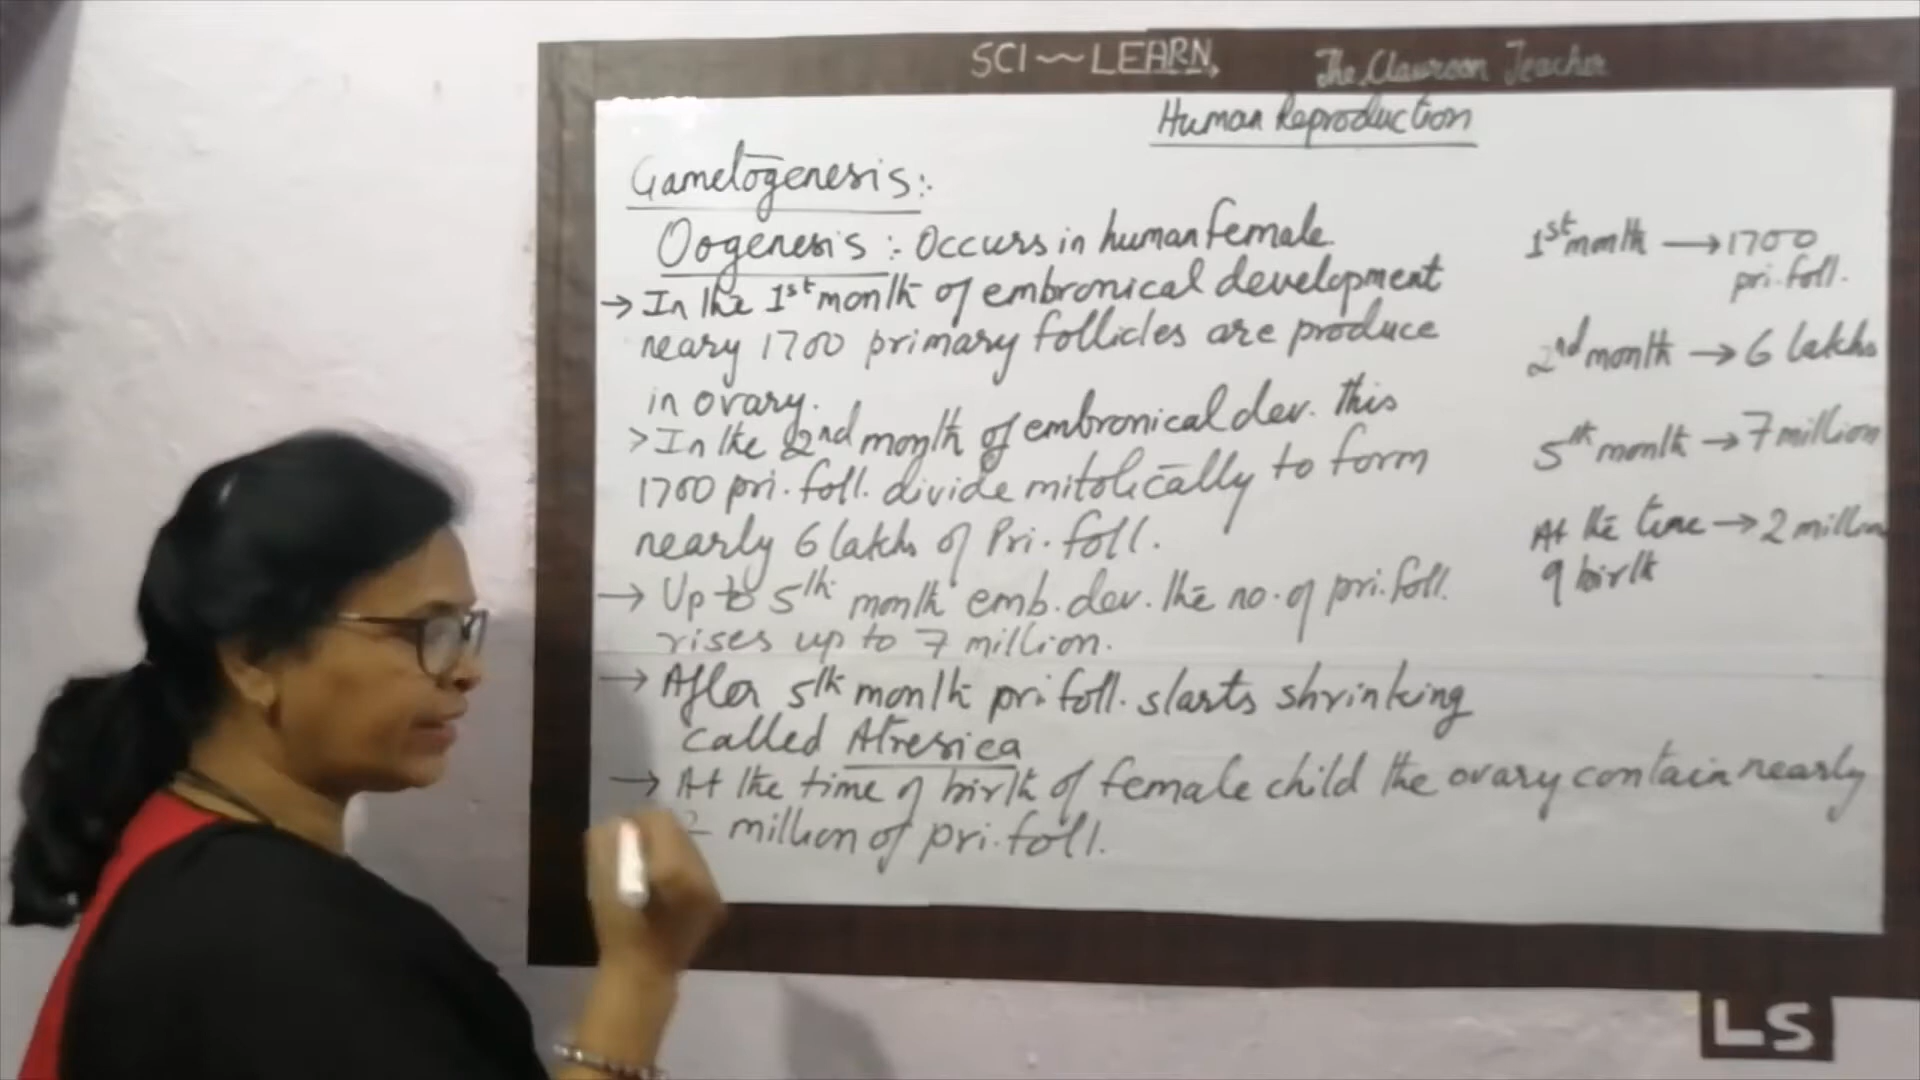 SCI~~LEARN,
The Classroom Teacher
Human Reproduction
Gametogenesis:-
Oogenesis :- Occurs in human female
→ In the 1st month of embronical development
neary 1700 primary follicles are produce
in ovary.
> In the 2nd month of embronical dev. this
1700 pri. foll. divide mitotically to form
nearly 6 lakhs of Pri. foll.
→ Up to 5th month emb. dev. the no. of pri. foll.
rises up to 7 million.
→ After 5th month pri foll. starts shrinking
called Atresica
→ At the time of birth of female child the ovary contain nearly
2 million of pri. foll.
1st month → 1700
pri. foll.
2nd month → 6 lakhs
5th month → 7 million
At the time → 2 million
of birth
LS